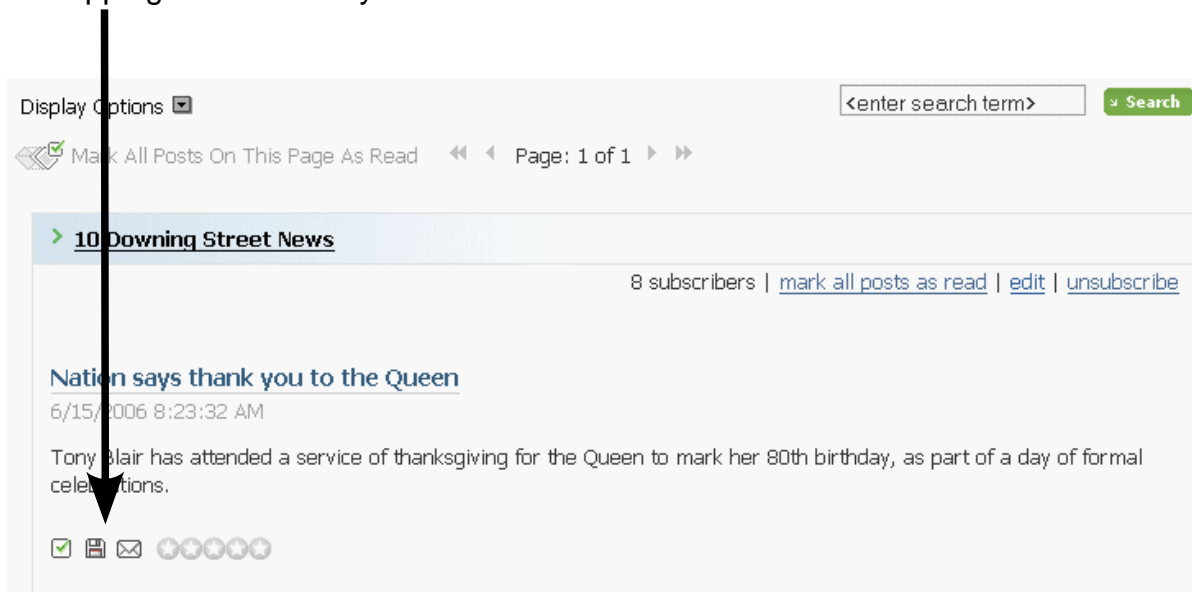 Display Options
<enter search term>
Search
Mark All Posts On This Page As Read
Page: 1 of 1
10 Downing Street News
8 subscribers | mark all posts as read | edit | unsubscribe
Nation says thank you to the Queen
6/15/2006 8:23:32 AM
Tony Blair has attended a service of thanksgiving for the Queen to mark her 80th birthday, as part of a day of formal
celebrations.